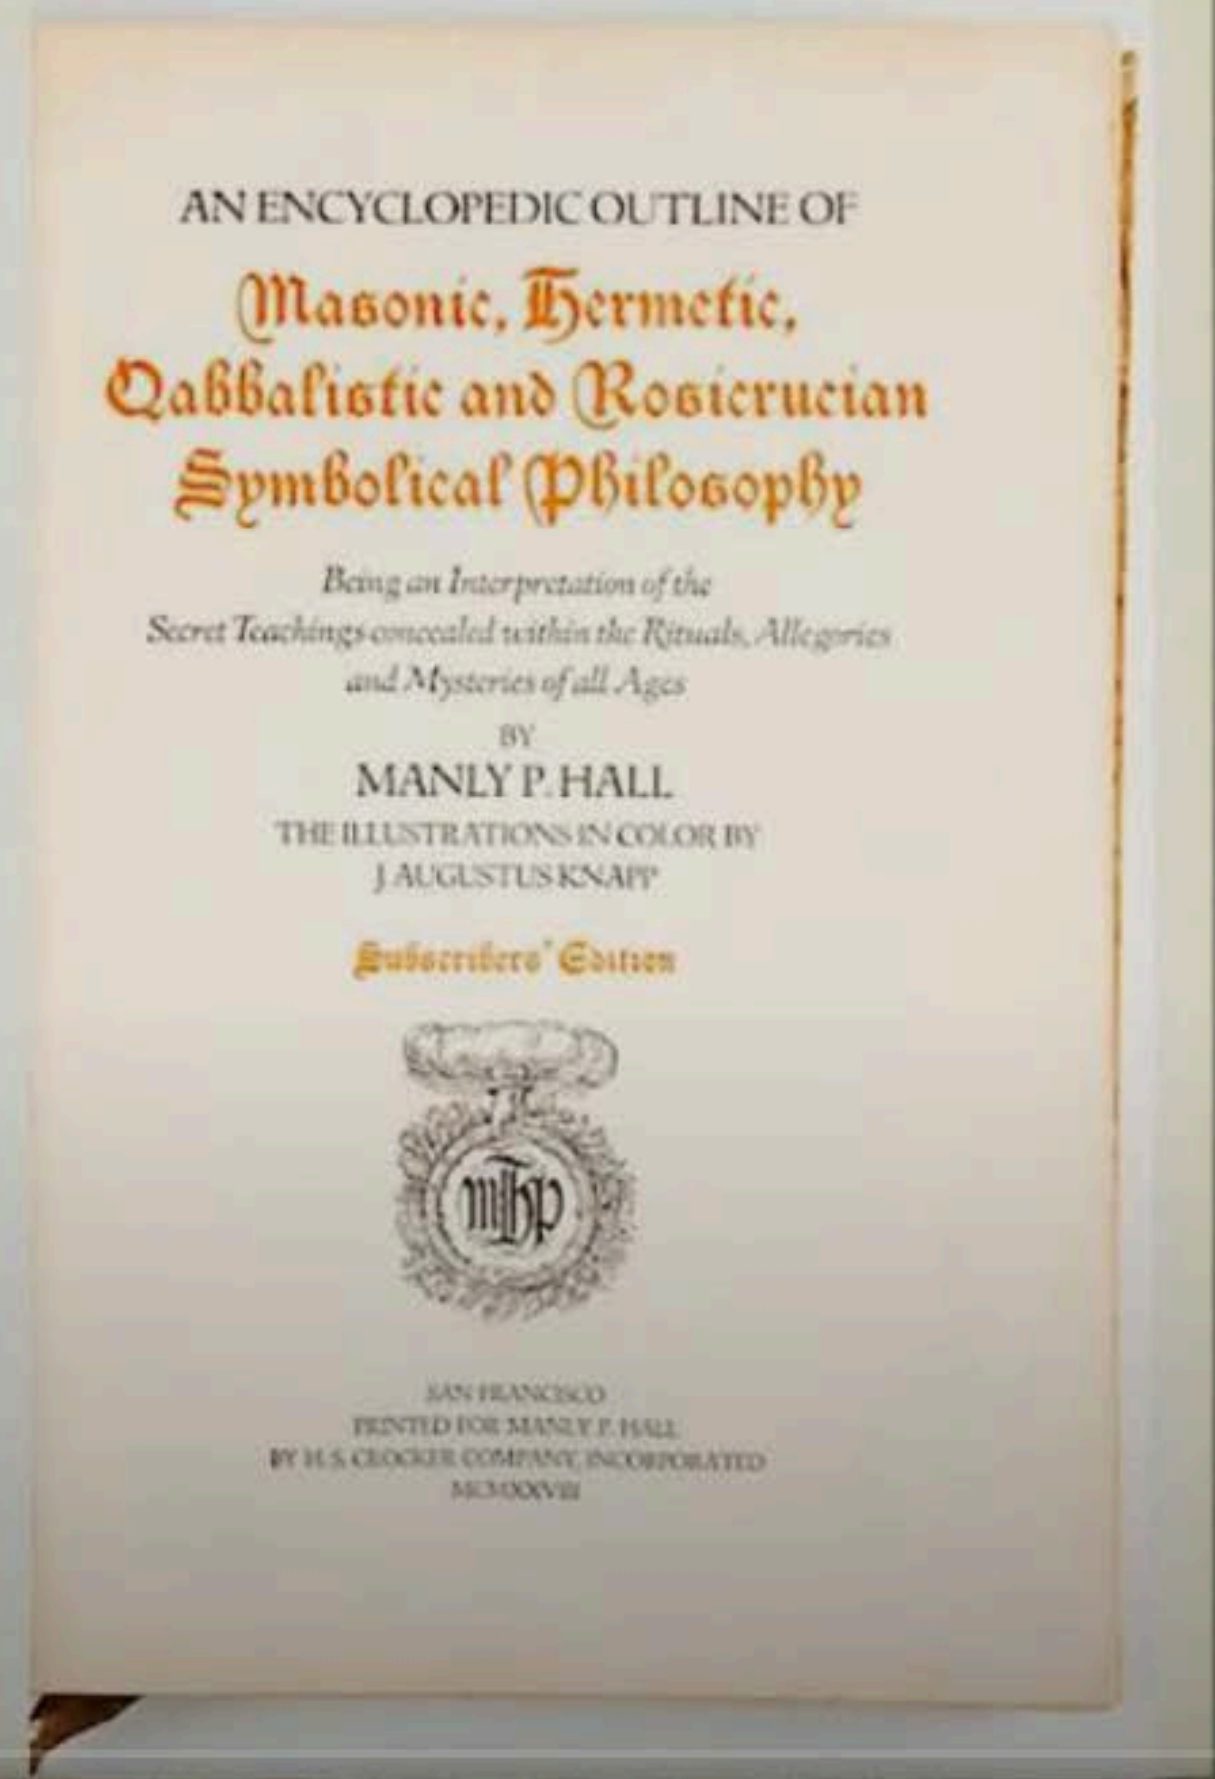 AN ENCYCLOPEDIC OUTLINE OF
Masonic, Hermetic,
Qabbalistic and Rosicrucian
Symbolical Philosophy
Being an Interpretation of the
Secret Teachings concealed within the Rituals, Allegories
and Mysteries of all Ages
BY
MANLY P. HALL
THE ILLUSTRATIONS IN COLOR BY
J. AUGUSTUS KNAPP
Subscribers' Edition
mhp
SAN FRANCISCO
PRINTED FOR MANLY P. HALL
BY H. S. CROCKER COMPANY, INCORPORATED
MCMXXVIII